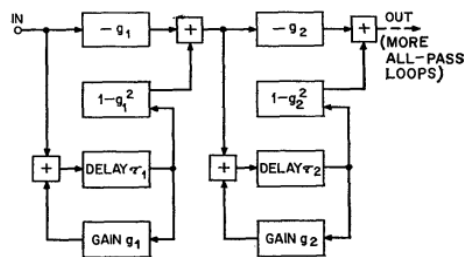 IN
- g₁
+
- g₂
+
OUT
(MORE
ALL-PASS
LOOPS)
1-g₁²
1-g₂²
+
DELAY τ₁
+
DELAY τ₂
GAIN g₁
GAIN g₂